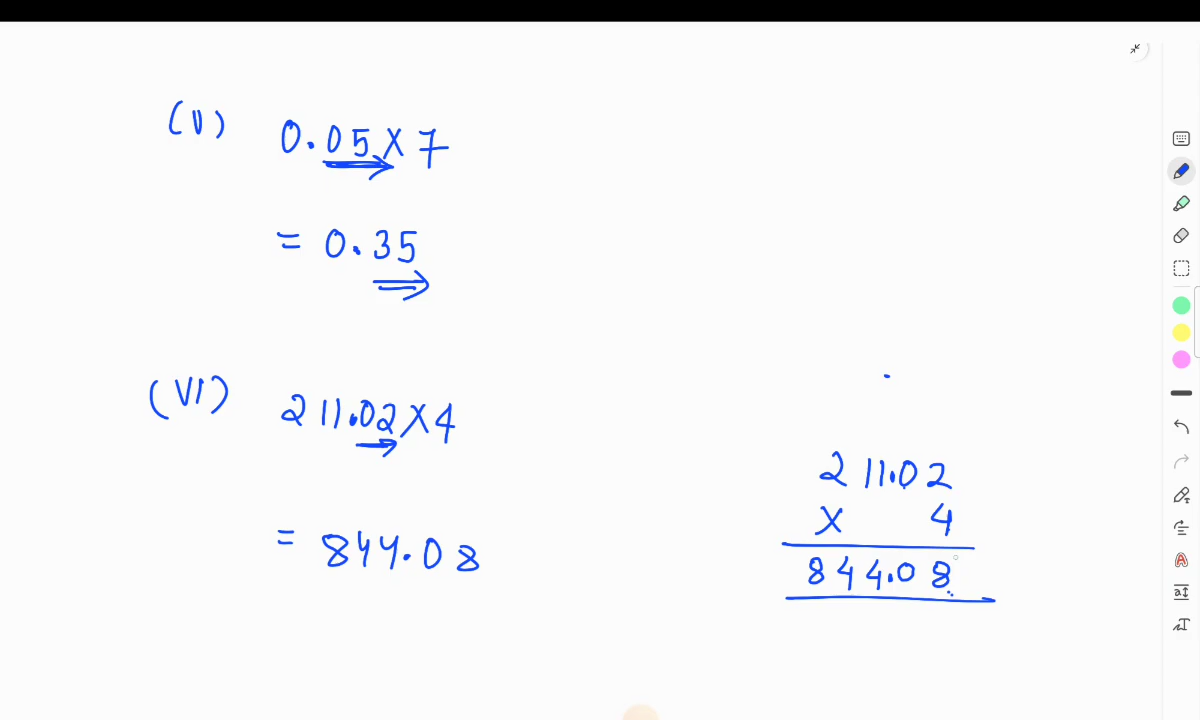 (V) 0.05 X 7
= 0.35
(VI) 211.02 X 4
= 844.08
211.02
X 4
844.08